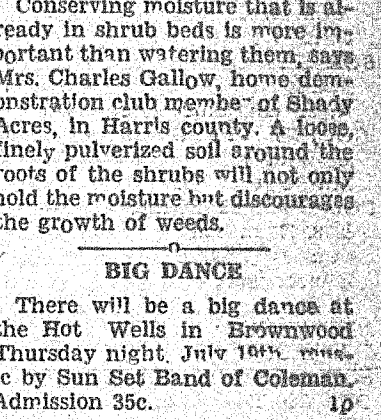 Conserving moisture that is al-
ready in shrub beds is more im-
portant than watering them, says
Mrs. Charles Gallow, home dem-
onstration club member of Shady
Acres, in Harris county. A loose,
finely pulverized soil around the
roots of the shrubs will not only
hold the moisture but discourages
the growth of weeds.
BIG DANCE
There will be a big dance at
the Hot Wells in Brownwood
Thursday night, July 19th, mus-
ic by Sun Set Band of Coleman.
Admission 35c. 1p